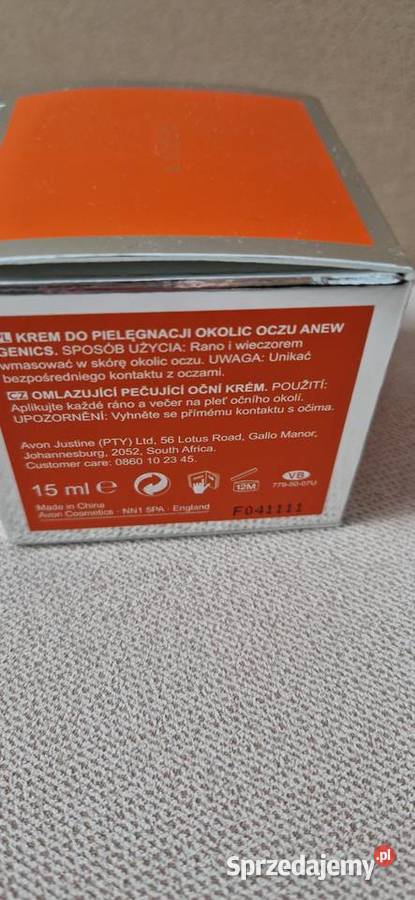 PL KREM DO PIELĘGNACJI OKOLIC OCZU ANEW
GENICS. SPOSÓB UŻYCIA: Rano i wieczorem
wmasować w skórę okolic oczu. UWAGA: Unikać
bezpośredniego kontaktu z oczami.
CZ OMLAZUJÍCÍ PEČUJÍCÍ OČNÍ KRÉM. POUŽITÍ:
Aplikujte každé ráno a večer na pleť očního okolí.
UPOZORNĚNÍ: Vyhněte se přímému kontaktu s očima.
Avon Justine (PTY) Ltd, 56 Lotus Road, Gallo Manor,
Johannesburg, 2052, South Africa.
Customer care: 0860 10 23 45.
15 ml e
12M
VB
779-50-07U
Made in China
Avon Cosmetics · NN1 5PA · England
F041111
Sprzedajemy.pl